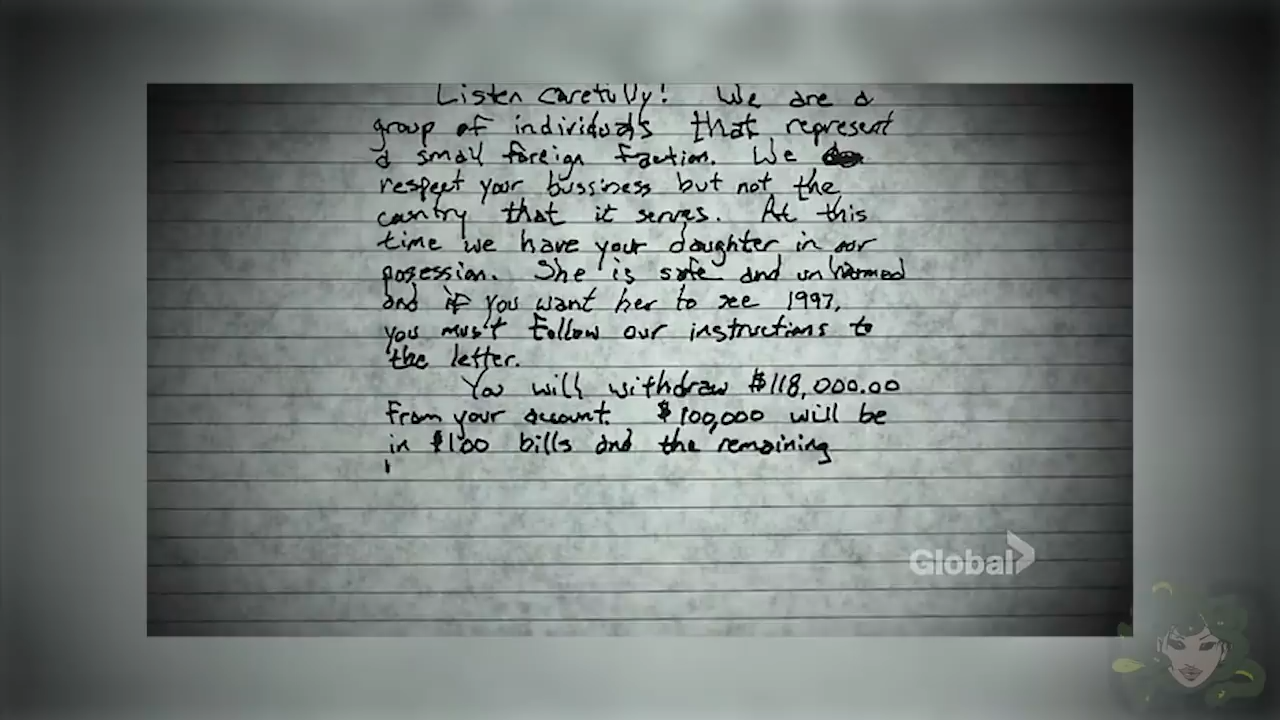 Listen carefully! We are a
group of individuals that represent
a small foreign faction. We
respect your bussiness but not the
country that it serves. At this
time we have your daughter in our
posession. She is safe and unharmed
and if you want her to see 1997,
you must follow our instructions to
the letter.
You will withdraw $118,000.00
from your account. $100,000 will be
in $100 bills and the remaining
Global